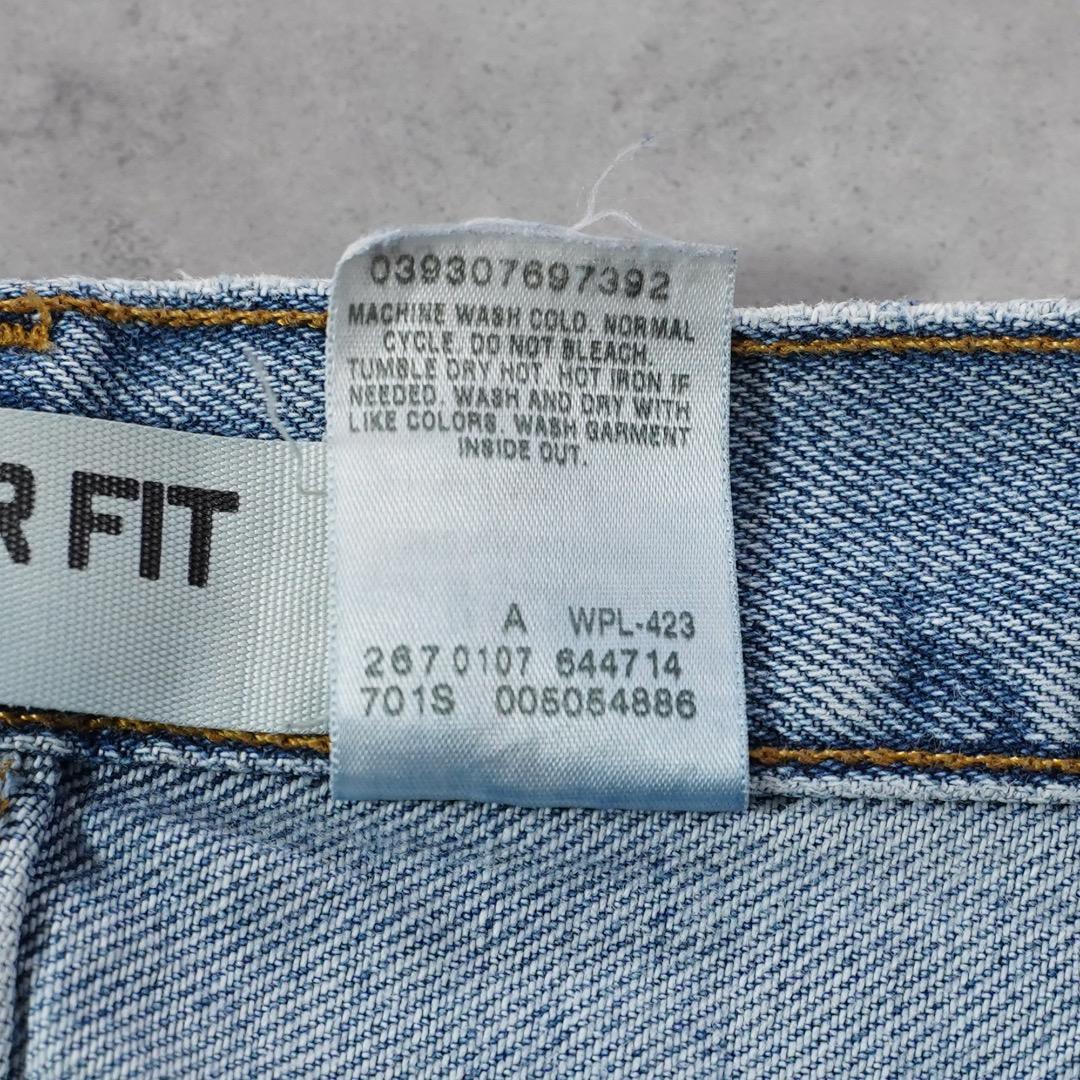 039307697392
MACHINE WASH COLD. NORMAL
CYCLE. DO NOT BLEACH.
TUMBLE DRY HOT. HOT IRON IF
NEEDED. WASH AND DRY WITH
LIKE COLORS. WASH GARMENT
INSIDE OUT.
R FIT
A WPL-423
267 0107 644714
701S 005054886